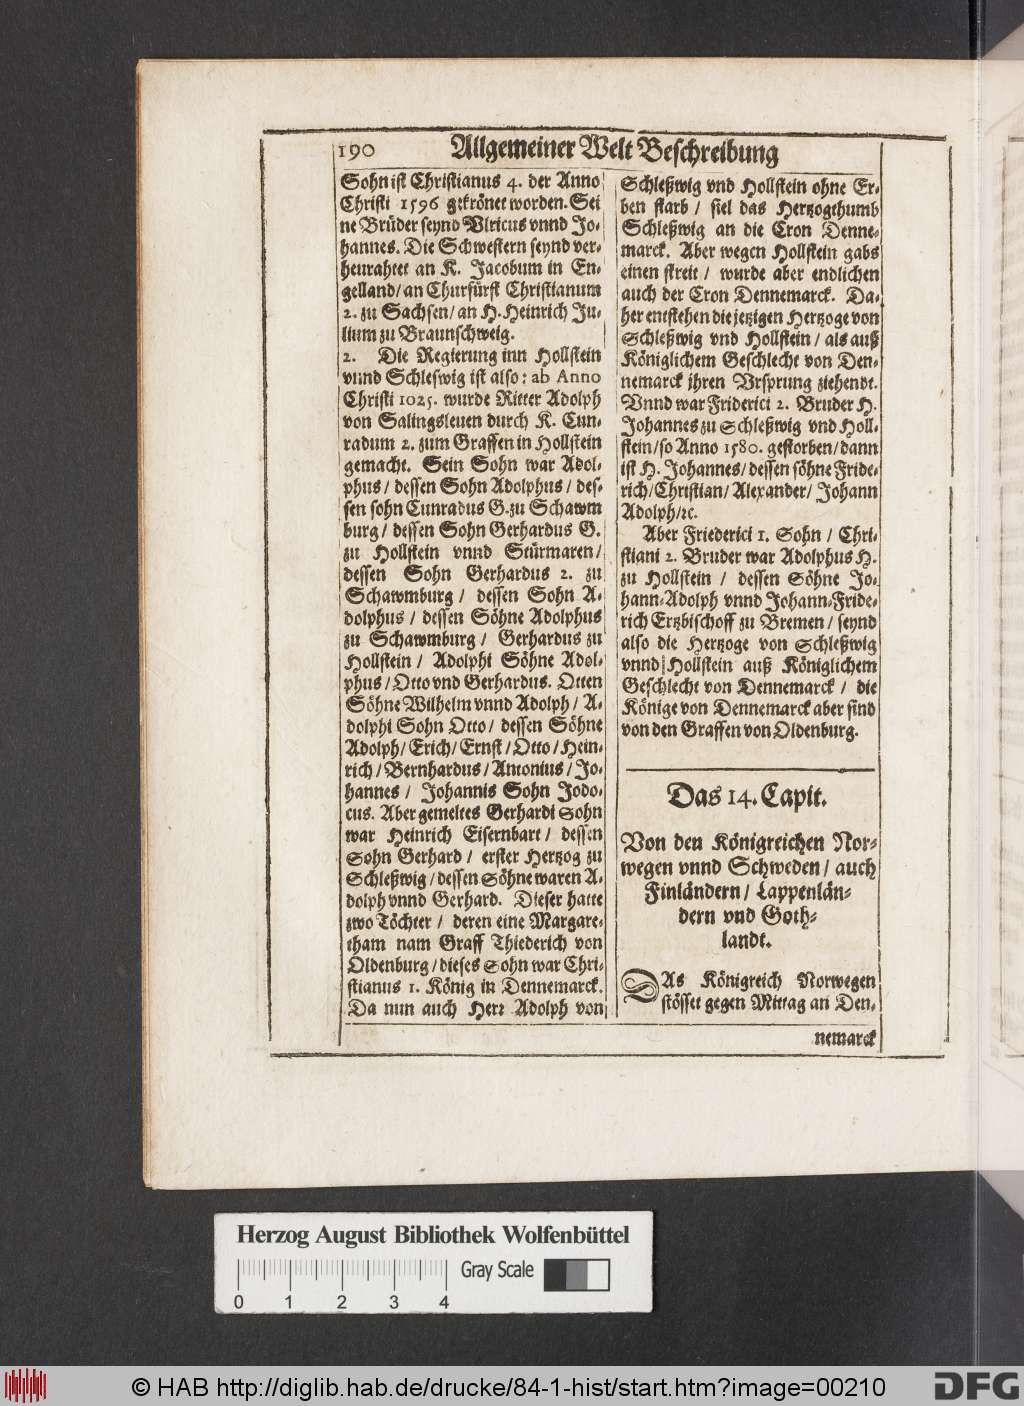 190 Allgemeiner Welt Beschreibung
Sohn ist Christianus 4. der Anno
Christi 1596 gekrönet worden. Sei
ne Brüder seynd Vlricus vnnd Jo-
hannes. Die Schwestern seynd ver-
heurahtet an K. Jacobum in En-
gelland/ an Churfürst Christianum
2. zu Sachsen/ an H. Heinrich Ju-
lium zu Braunschweig.
2. Die Regierung inn Hollstein
vnnd Schleswig ist also: ab Anno
Christi 1025. wurde Ritter Adolph
von Salingsleuen durch K. Cun-
radum 2. zum Graffen in Hollstein
gemacht. Sein Sohn war Adol-
phus/ dessen Sohn Adolphus/ des-
sen sohn Cunradus G. zu Schawm
burg/ dessen Sohn Gerhardus G.
zu Hollstein vnnd Stürmaren/
dessen Sohn Gerhardus 2. zu
Schawmburg/ dessen Sohn A-
dolphus/ dessen Söhne Adolphus
zu Schawmburg/ Gerhardus zu
Hollstein/ Adolphi Söhne Adol-
phus/ Otto vnd Gerhardus. Otten
Söhne Wilhelm vnnd Adolph/ A-
dolphi Sohn Otto/ dessen Söhne
Adolph/ Erich/ Ernst/ Otto/ Hein-
rich/ Bernhardus/ Antonius/ Jo-
hannes/ Johannis Sohn Jodo-
cus. Aber gemeltes Gerhardi Sohn
war Heinrich Eisernbart/ dessen
Sohn Gerhard/ erster Hertzog zu
Schleßwig/ dessen Söhne waren A-
dolph vnnd Gerhard. Dieser hatte
zwo Töchter/ deren eine Margare-
tham nam Graff Thiederich von
Oldenburg/ dieses Sohn war Chri-
stianus 1. König in Dennemarck.
Da nun auch Herr Adolph von
Schleßwig vnd Hollstein ohne Er-
ben starb/ fiel das Hertzogthumb
Schleßwig an die Cron Denne-
marck. Aber wegen Hollstein gabs
einen streit/ wurde aber endlichen
auch der Cron Dennemarck. Da-
her entstehen die jetzigen Hertzoge von
Schleßwig vnd Hollstein/ als auß
Königlichem Geschlecht von Den-
nemarck jhren Vrsprung ziehendt.
Vnnd war Friderici 2. Bruder H.
Johannes zu Schleßwig vnd Holl-
stein/ so Anno 1580. gestorben/ dann
ist H. Johannes/ dessen söhne Fride-
rich/ Christian/ Alexander/ Johann
Adolph/ ꝛc.
Aber Friederici 1. Sohn/ Chri-
stiani 2. Bruder war Adolphus H.
zu Hollstein/ dessen Söhne Jo-
hann-Adolph vnnd Johann-Fride-
rich Ertzbischoff zu Bremen/ seynd
also die Hertzoge von Schleßwig
vnnd Hollstein auß Königlichem
Geschlecht von Dennemarck/ die
Könige von Dennemarck aber sind
von den Graffen von Oldenburg.
Das 14. Capit.
Von den Königreichen Nor-
wegen vnnd Schweden/ auch
Finländern/ Lappenlän-
dern vnd Goth-
landt.
DAs Königreich Norwegen
stösset gegen Mittag an Den-
nemarck
Herzog August Bibliothek Wolfenbüttel
Gray Scale
0 1 2 3 4
© HAB http://diglib.hab.de/drucke/84-1-hist/start.htm?image=00210
DFG